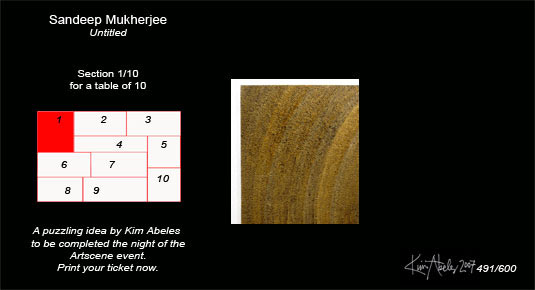 Sandeep Mukherjee
Untitled
Section 1/10
for a table of 10
1
2
3
4
5
6
7
8
9
10
A puzzling idea by Kim Abeles
to be completed the night of the
Artscene event.
Print your ticket now.
Kim Abeles 2007 491/600